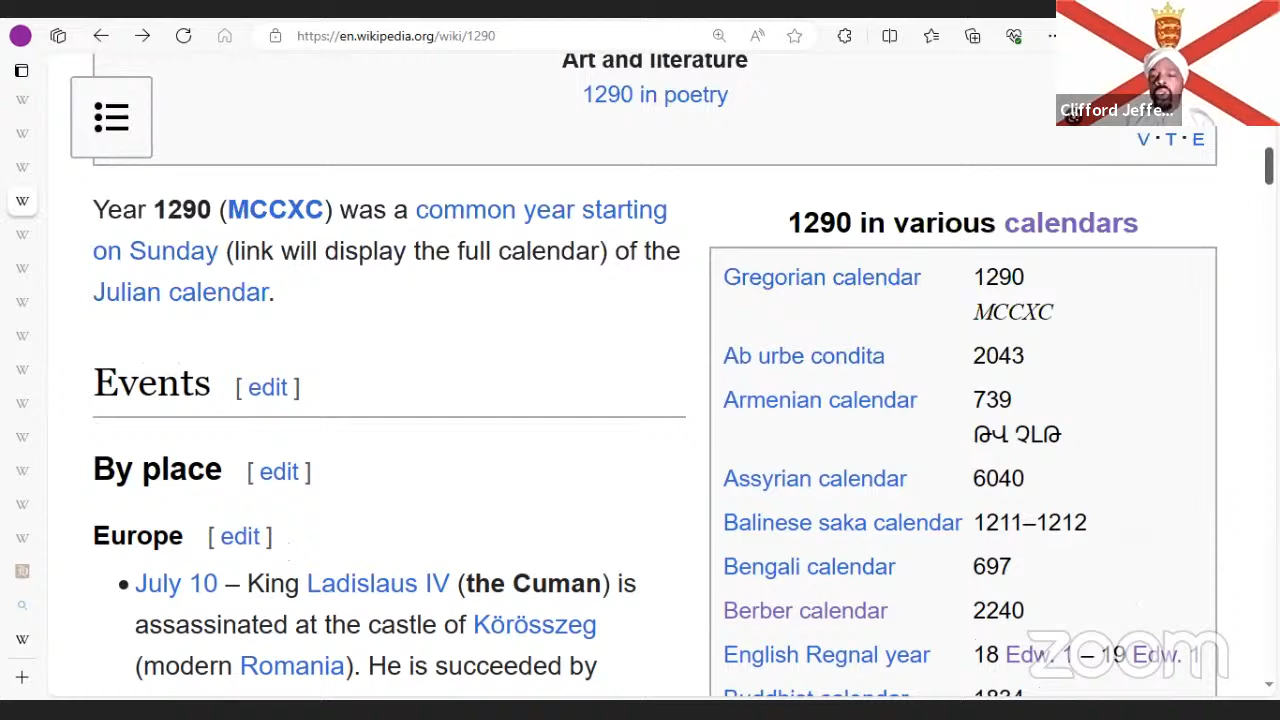 https://en.wikipedia.org/wiki/1290
Art and literature
1290 in poetry
Clifford Jeffe...
V · T · E
Year 1290 (MCCXC) was a common year starting
on Sunday (link will display the full calendar) of the
Julian calendar.
Events [ edit ]
By place [ edit ]
Europe [ edit ]
• July 10 – King Ladislaus IV (the Cuman) is
assassinated at the castle of Körösszeg
(modern Romania). He is succeeded by
1290 in various calendars
Gregorian calendar 1290
MCCXC
Ab urbe condita 2043
Armenian calendar 739
ԹՎ ՉԼԹ
Assyrian calendar 6040
Balinese saka calendar 1211–1212
Bengali calendar 697
Berber calendar 2240
English Regnal year 18 Edw. 1 – 19 Edw. 1
Buddhist calendar 1834
zoom